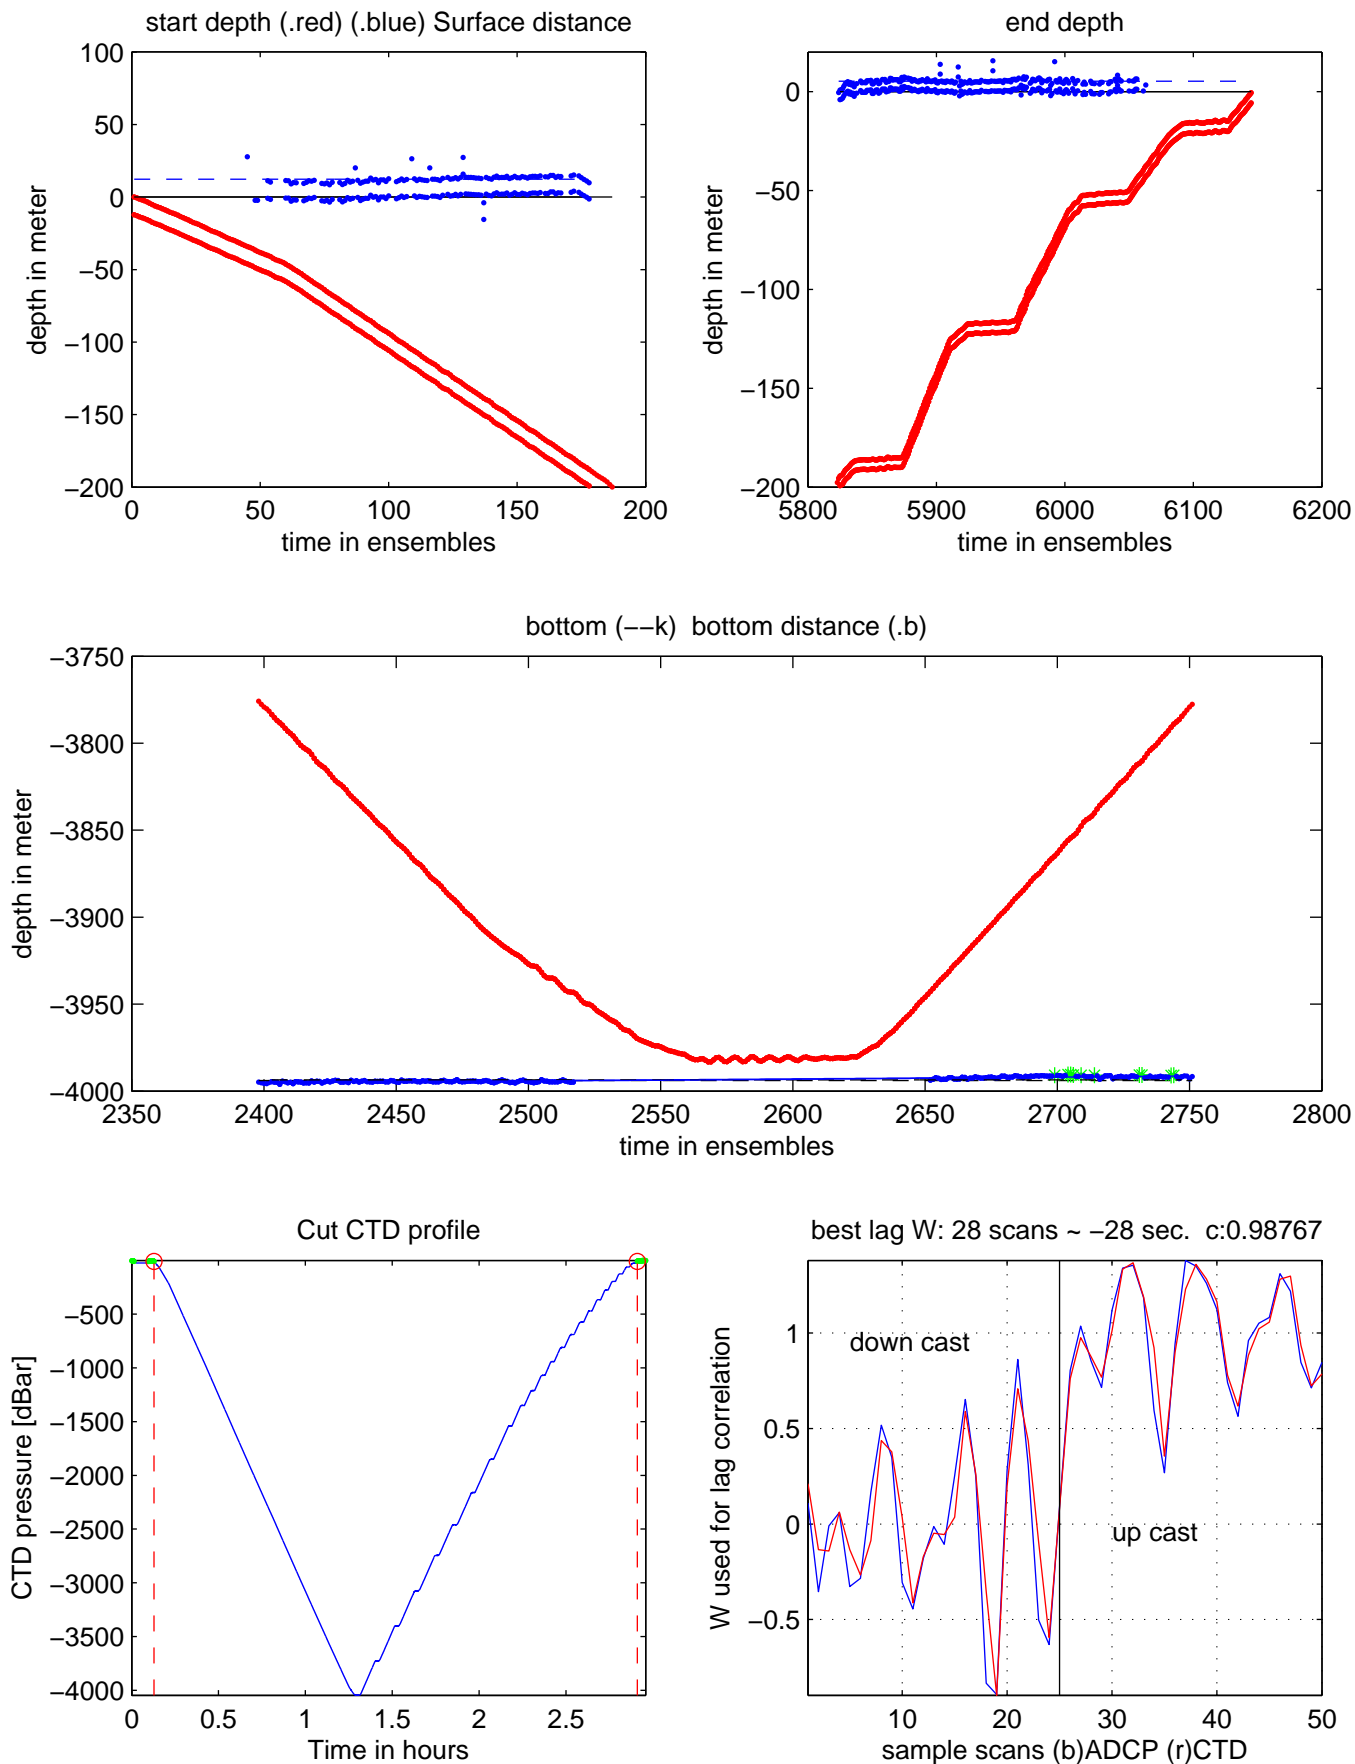 start depth (.red) (.blue) Surface distance
100
50
0
−50
−100
−150
−200
depth in meter
0 50 100 150 200
time in ensembles
end depth
0
−50
−100
−150
−200
depth in meter
5800 5900 6000 6100 6200
time in ensembles
bottom (−−k)  bottom distance (.b)
−3750
−3800
−3850
−3900
−3950
−4000
depth in meter
2350 2400 2450 2500 2550 2600 2650 2700 2750 2800
time in ensembles
Cut CTD profile
−500
−1000
−1500
−2000
−2500
−3000
−3500
−4000
CTD pressure [dBar]
0 0.5 1 1.5 2 2.5
Time in hours
best lag W: 28 scans ~ −28 sec.  c:0.98767
1
0.5
0
−0.5
W used for lag correlation
down cast
up cast
10 20 30 40 50
sample scans (b)ADCP (r)CTD